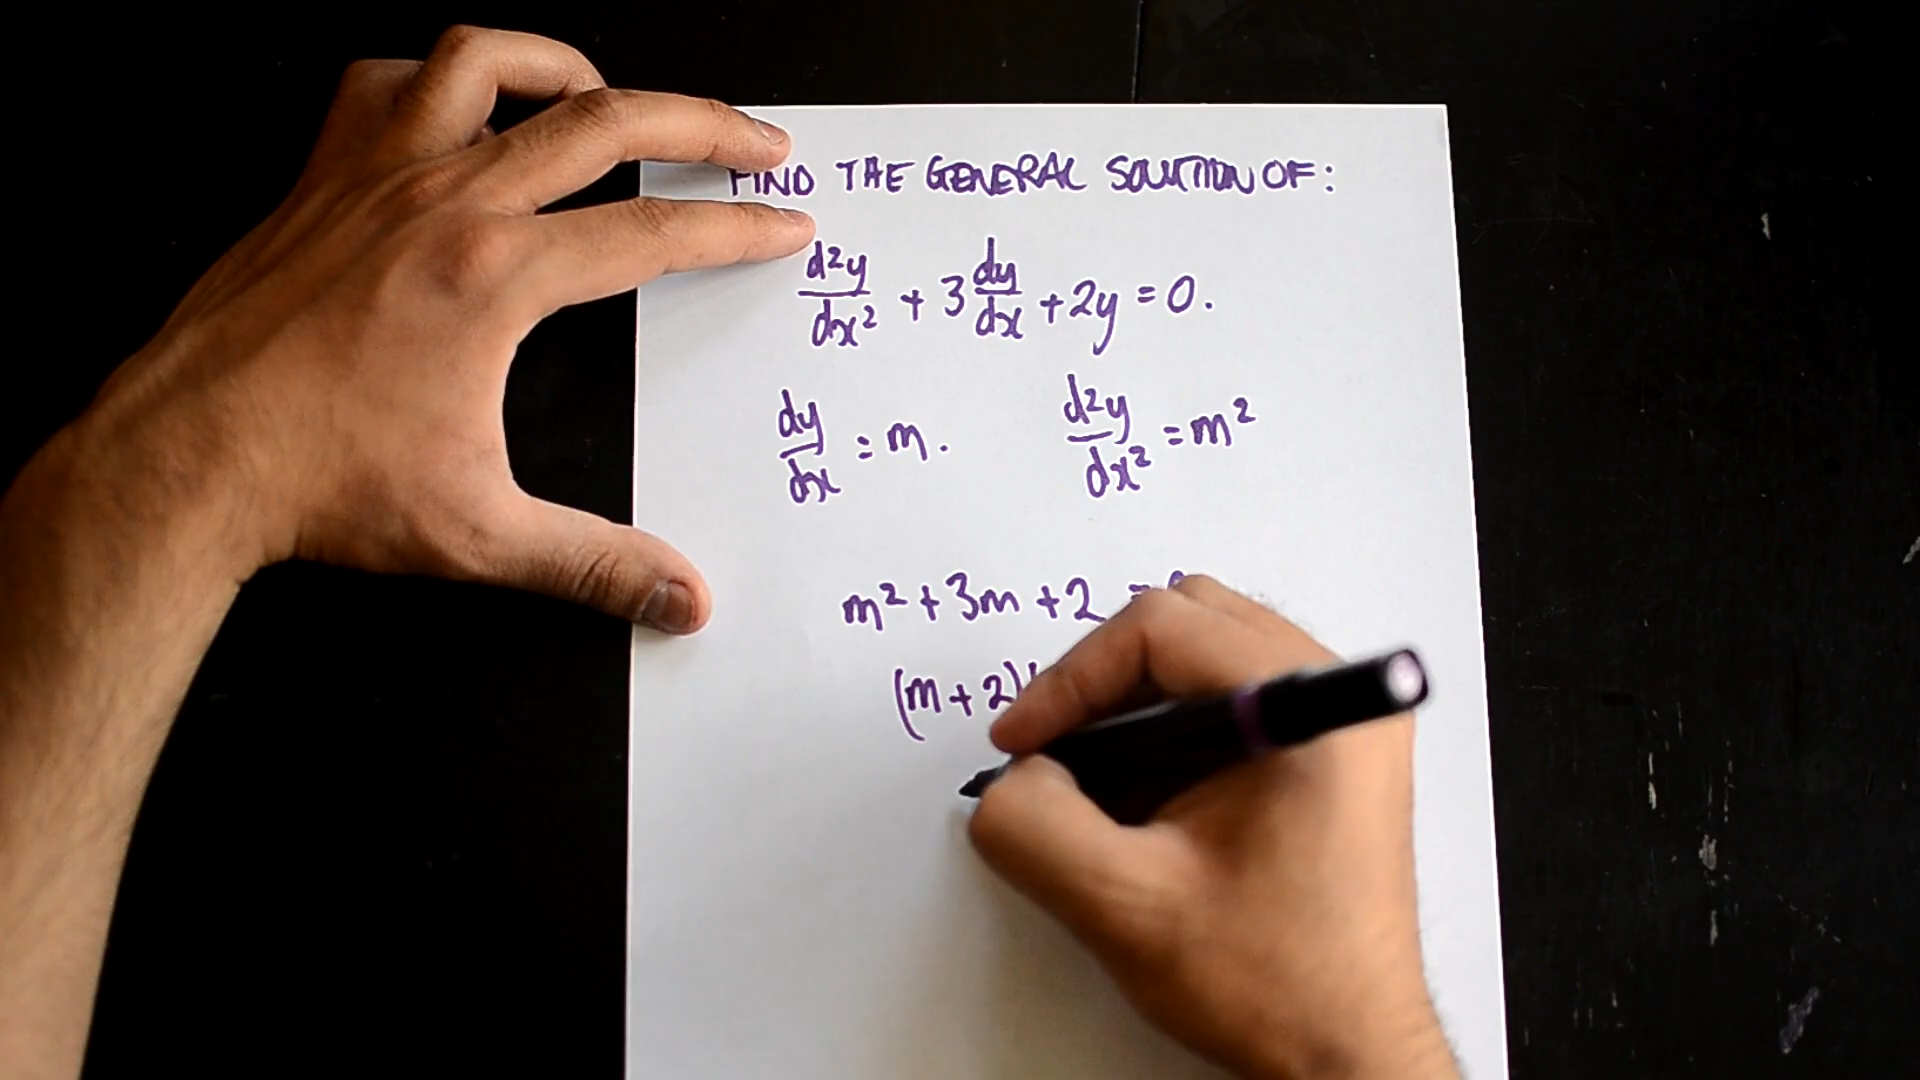 FIND THE GENERAL SOLUTION OF:
d²y/dx² + 3 dy/dx + 2y = 0.
dy/dx = m. d²y/dx² = m²
m² + 3m + 2 =
(m + 2)(